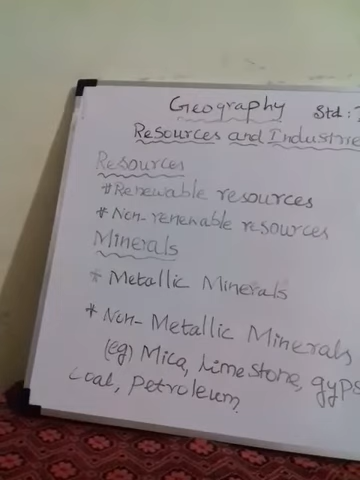 Geography Std:
Resources and Industrie
Resources
*Renewable resources
*Non-renewable resources
Minerals
* Metallic Minerals
* Non-Metallic Minerals
(eg) Mica, Limestone, gyps
Coal, Petroleum